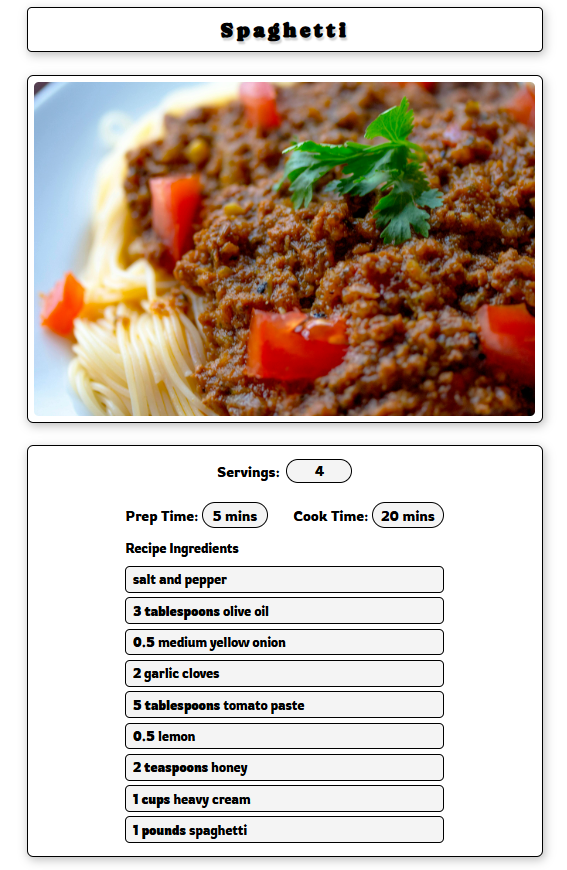 Spaghetti
Servings: 4
Prep Time: 5 mins Cook Time: 20 mins
Recipe Ingredients
salt and pepper
3 tablespoons olive oil
0.5 medium yellow onion
2 garlic cloves
5 tablespoons tomato paste
0.5 lemon
2 teaspoons honey
1 cups heavy cream
1 pounds spaghetti